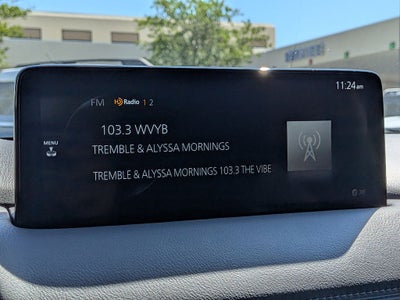 11:24am
FM HD Radio 1 2
103.3 WVYB
MENU
TREMBLE & ALYSSA MORNINGS
TREMBLE & ALYSSA MORNINGS 103.3 THE VIBE